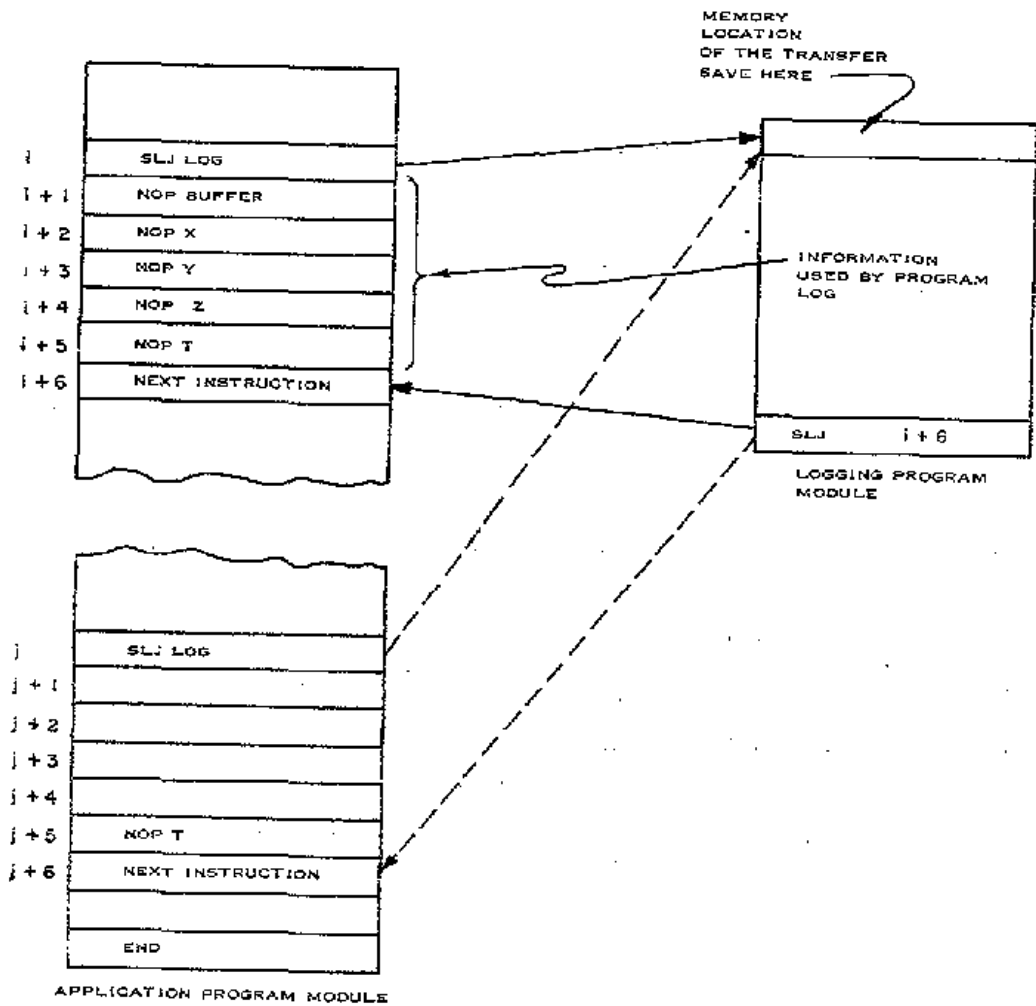 MEMORY
LOCATION
OF THE TRANSFER
SAVE HERE
i SLJ LOG
i + 1 NOP BUFFER
i + 2 NOP X
i + 3 NOP Y
i + 4 NOP Z
i + 5 NOP T
i + 6 NEXT INSTRUCTION
INFORMATION
USED BY PROGRAM
LOG
SLJ i + 6
LOGGING PROGRAM
MODULE
j SLJ LOG
j + 1
j + 2
j + 3
j + 4
j + 5 NOP T
j + 6 NEXT INSTRUCTION
END
APPLICATION PROGRAM MODULE